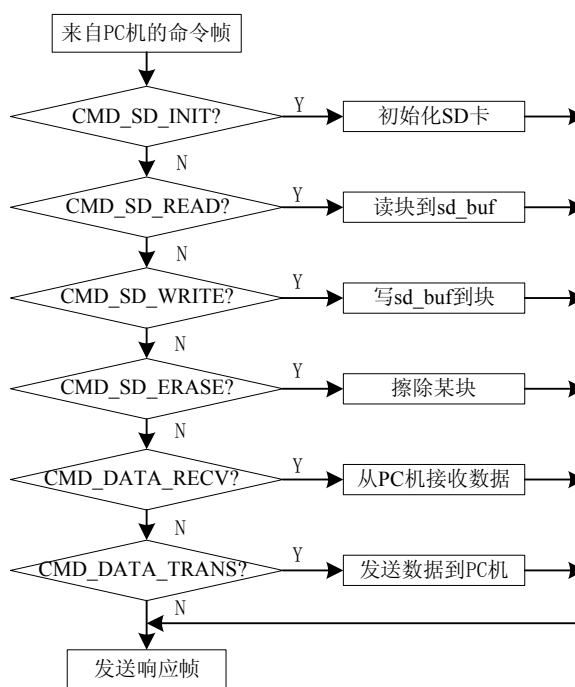 来自PC机的命令帧
CMD_SD_INIT?
Y
初始化SD卡
N
CMD_SD_READ?
Y
读块到sd_buf
N
CMD_SD_WRITE?
Y
写sd_buf到块
N
CMD_SD_ERASE?
Y
擦除某块
N
CMD_DATA_RECV?
Y
从PC机接收数据
N
CMD_DATA_TRANS?
Y
发送数据到PC机
N
发送响应帧